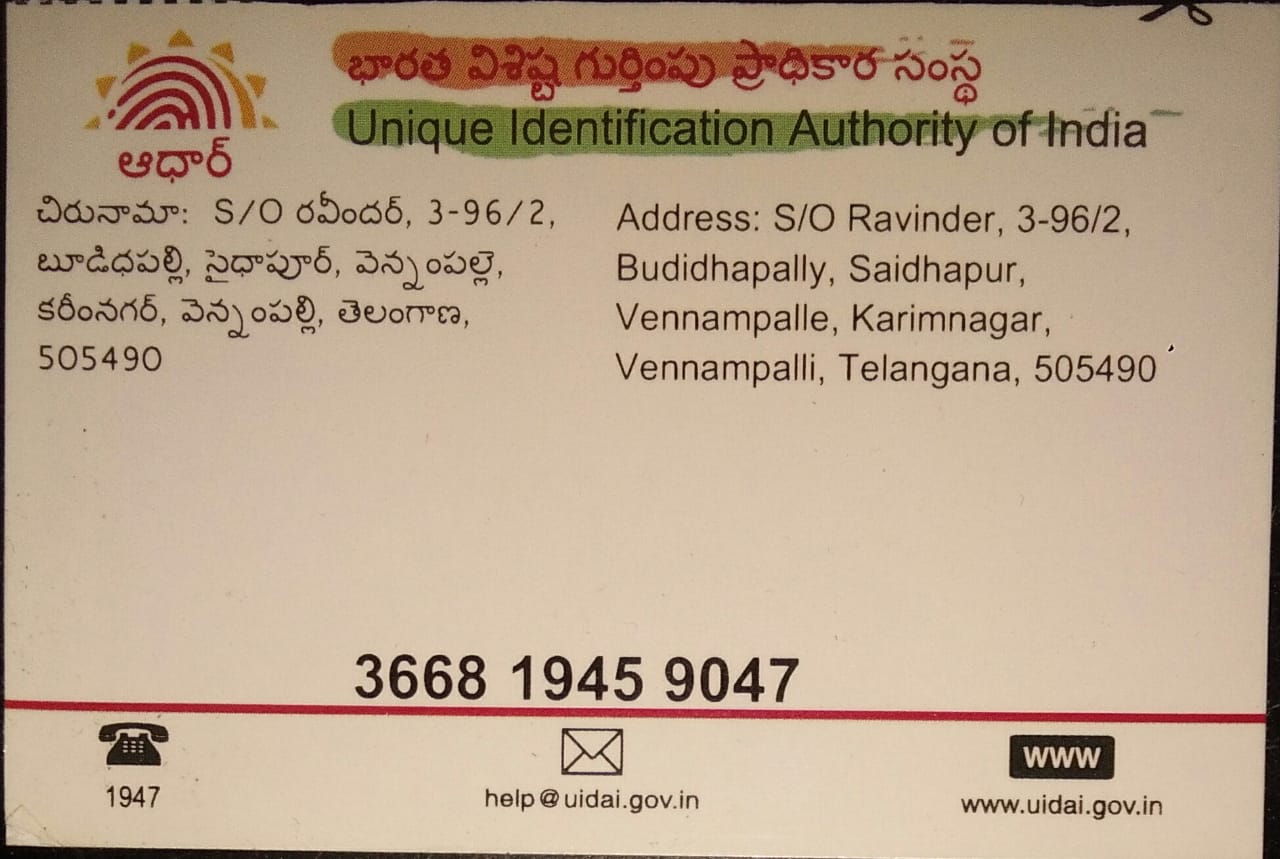 భారత విశిష్ట గుర్తింపు ప్రాధికార సంస్థ
Unique Identification Authority of India
ఆధార్
చిరునామా: S/O రవీందర్, 3-96/2,
బూడిధపల్లి, సైధాపూర్, వెన్నంపల్లె,
కరీంనగర్, వెన్నంపల్లి, తెలంగాణ,
505490
Address: S/O Ravinder, 3-96/2,
Budidhapally, Saidhapur,
Vennampalle, Karimnagar,
Vennampalli, Telangana, 505490
3668 1945 9047
1947
help@uidai.gov.in
www
www.uidai.gov.in